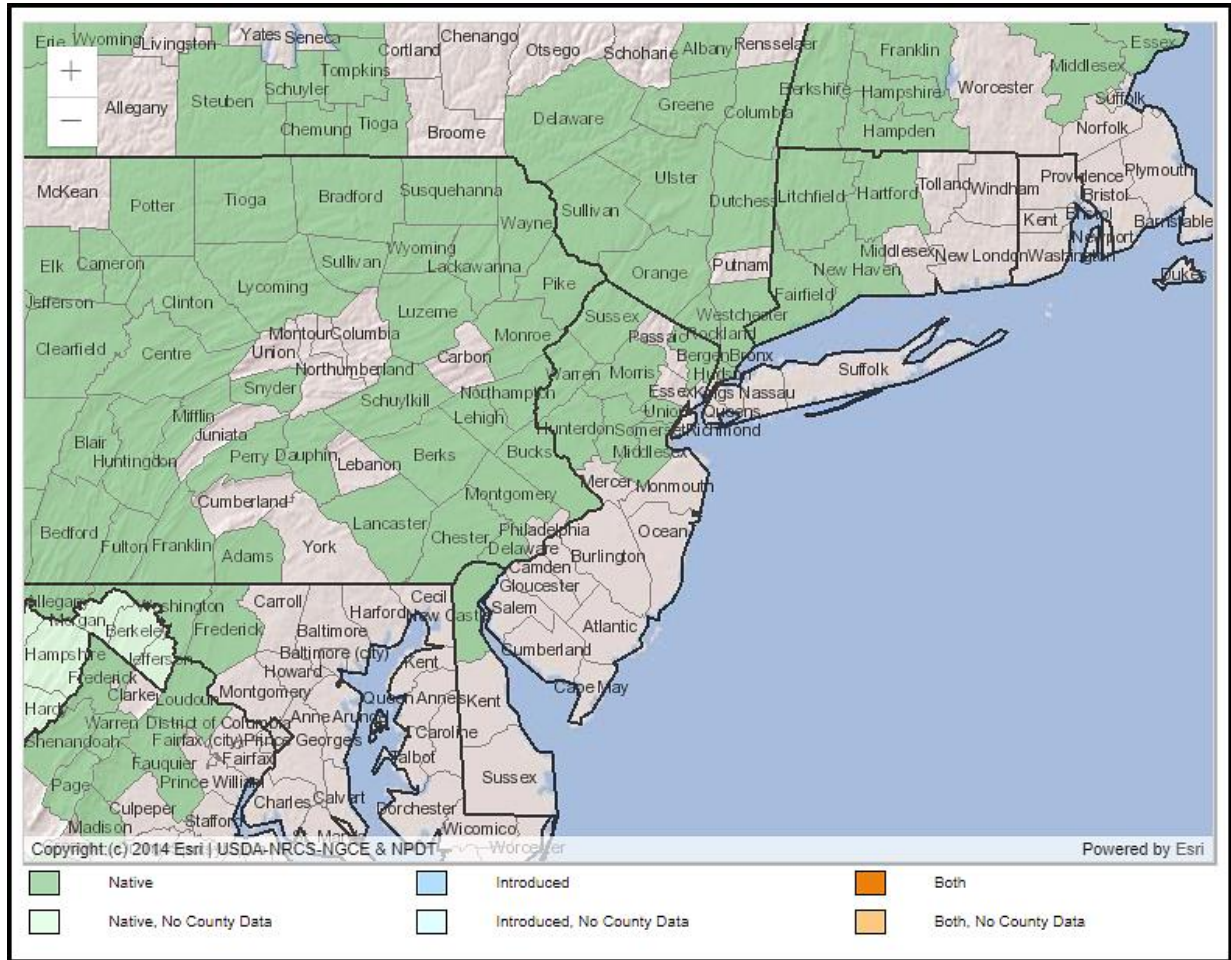 Erie Wyoming Livingston Yates Seneca Cortland Chenango Otsego Schoharie Albany Rensselaer Franklin Essex
+
Allegany Steuben Schuyler Tompkins Middlesex
Berkshire Hampshire Worcester Suffolk
−
Chemung Tioga Broome Delaware Greene Columbia Hampden Norfolk
McKean Potter Tioga Bradford Susquehanna Wayne Sullivan Ulster Dutchess Litchfield Hartford Tolland Windham Providence Plymouth
Bristol
Kent Bristol Barnstable
Elk Cameron Wyoming Sullivan Lackawanna Orange Putnam Middlesex New London Washington Newport
Jefferson Clinton Lycoming Luzerne Pike New Haven Fairfield Dukes
Clearfield Centre Montour Columbia Monroe Sussex Passaic Rockland Westchester
Union Northumberland Carbon Warren Morris Bergen Bronx
Snyder Schuylkill Northampton Essex Hudson Kings Nassau Suffolk
Mifflin Juniata Lehigh Union Queens
Blair Huntingdon Perry Dauphin Lebanon Berks Bucks Hunterdon Somerset Richmond
Middlesex
Cumberland Montgomery Mercer Monmouth
Bedford Fulton Franklin Adams York Lancaster Chester Philadelphia Ocean
Delaware Burlington
Camden
Allegany Washington Carroll Harford Cecil New Castle Gloucester
Morgan Berkeley Frederick Baltimore Salem Atlantic
Hampshire Jefferson Baltimore (city) Cumberland
Frederick Howard Kent
Hardy Clarke Loudoun Montgomery Queen Annes Kent Cape May
Warren District of Columbia Anne Arundel
Shenandoah Fairfax (city) Prince Georges Caroline
Fauquier Fairfax Talbot
Page Prince William Sussex
Culpeper Charles Calvert Dorchester
Madison Stafford Wicomico
Worcester
Copyright:(c) 2014 Esri | USDA-NRCS-NGCE & NPDT Powered by Esri
Native Introduced Both
Native, No County Data Introduced, No County Data Both, No County Data